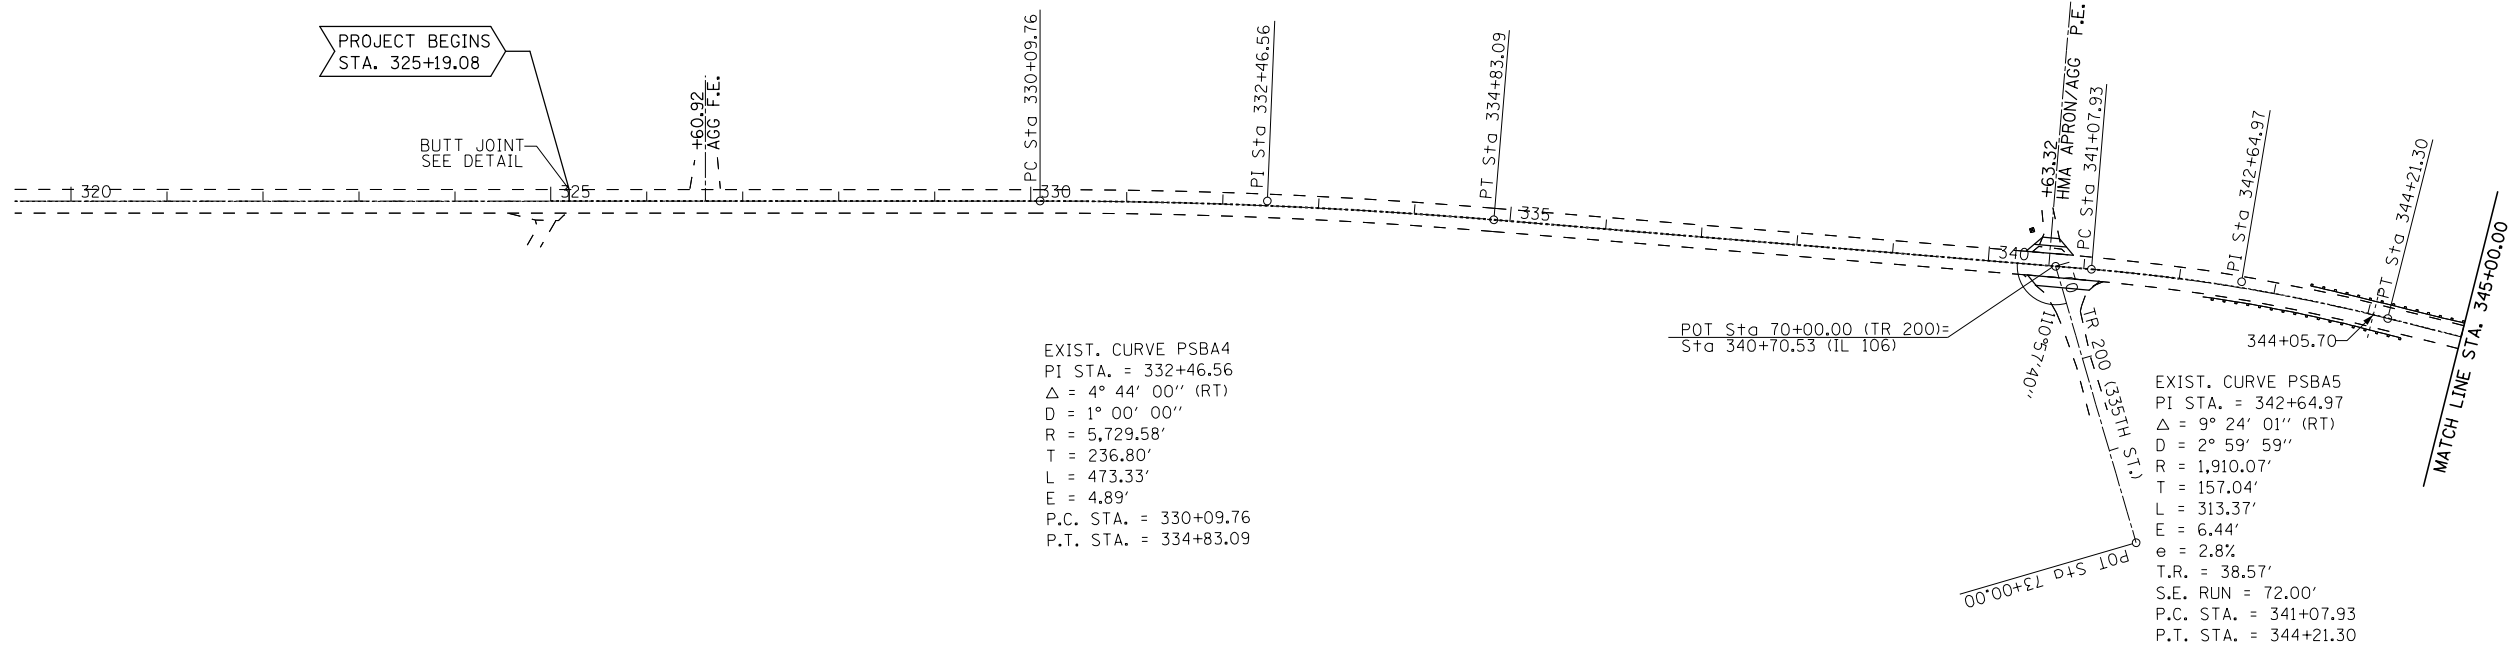 PROJECT BEGINS
STA. 325+19.08
BUTT JOINT
SEE DETAIL
+60.92
AGG F.E.
PC Sta 330+09.76
PI Sta 332+46.56
PT Sta 334+83.09
+63.32
HMA APRON/AGG P.E.
PC Sta 341+07.93
PI Sta 342+64.97
PT Sta 344+21.30
MATCH LINE STA. 345+00.00
320
325
330
335
340
POT Sta 70+00.00 (TR 200)=
Sta 340+70.53 (IL 106)
110°57'40"
TR 200 (335TH ST.)
344+05.70
POT Sta 73+00.00
EXIST. CURVE PSBA4
PI STA. = 332+46.56
△ = 4° 44' 00'' (RT)
D = 1° 00' 00''
R = 5,729.58'
T = 236.80'
L = 473.33'
E = 4.89'
P.C. STA. = 330+09.76
P.T. STA. = 334+83.09
EXIST. CURVE PSBA5
PI STA. = 342+64.97
△ = 9° 24' 01'' (RT)
D = 2° 59' 59''
R = 1,910.07'
T = 157.04'
L = 313.37'
E = 6.44'
e = 2.8%
T.R. = 38.57'
S.E. RUN = 72.00'
P.C. STA. = 341+07.93
P.T. STA. = 344+21.30